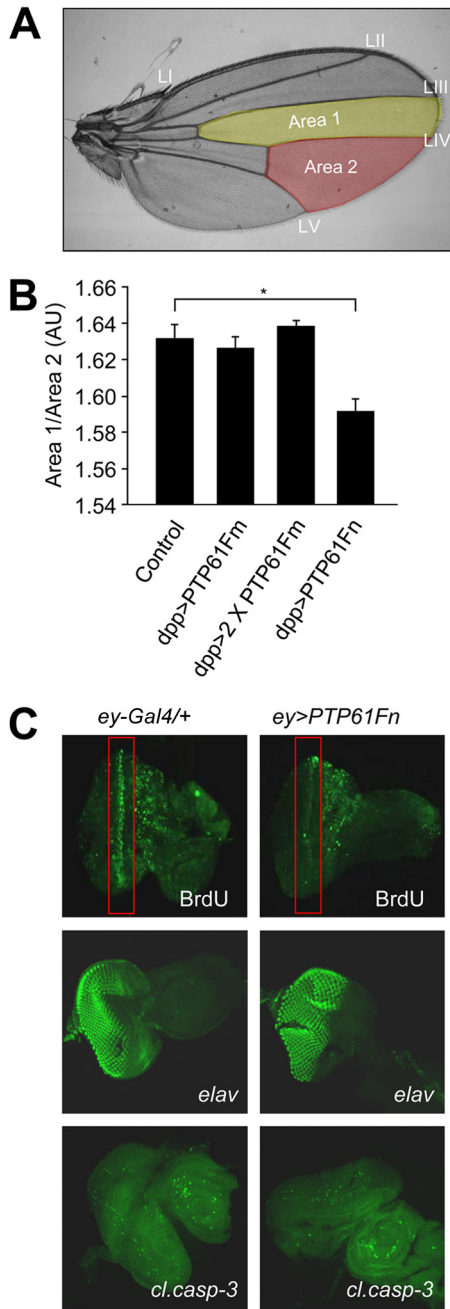 A
LI
LII
LIII
Area 1
LIV
Area 2
LV
B
Area 1/Area 2 (AU)
1.66
1.64
1.62
1.60
1.58
1.56
1.54
*
Control
dpp>PTP61Fm
dpp>2 X PTP61Fm
dpp>PTP61Fn
C
ey-Gal4/+
ey>PTP61Fn
BrdU
BrdU
elav
elav
cl.casp-3
cl.casp-3